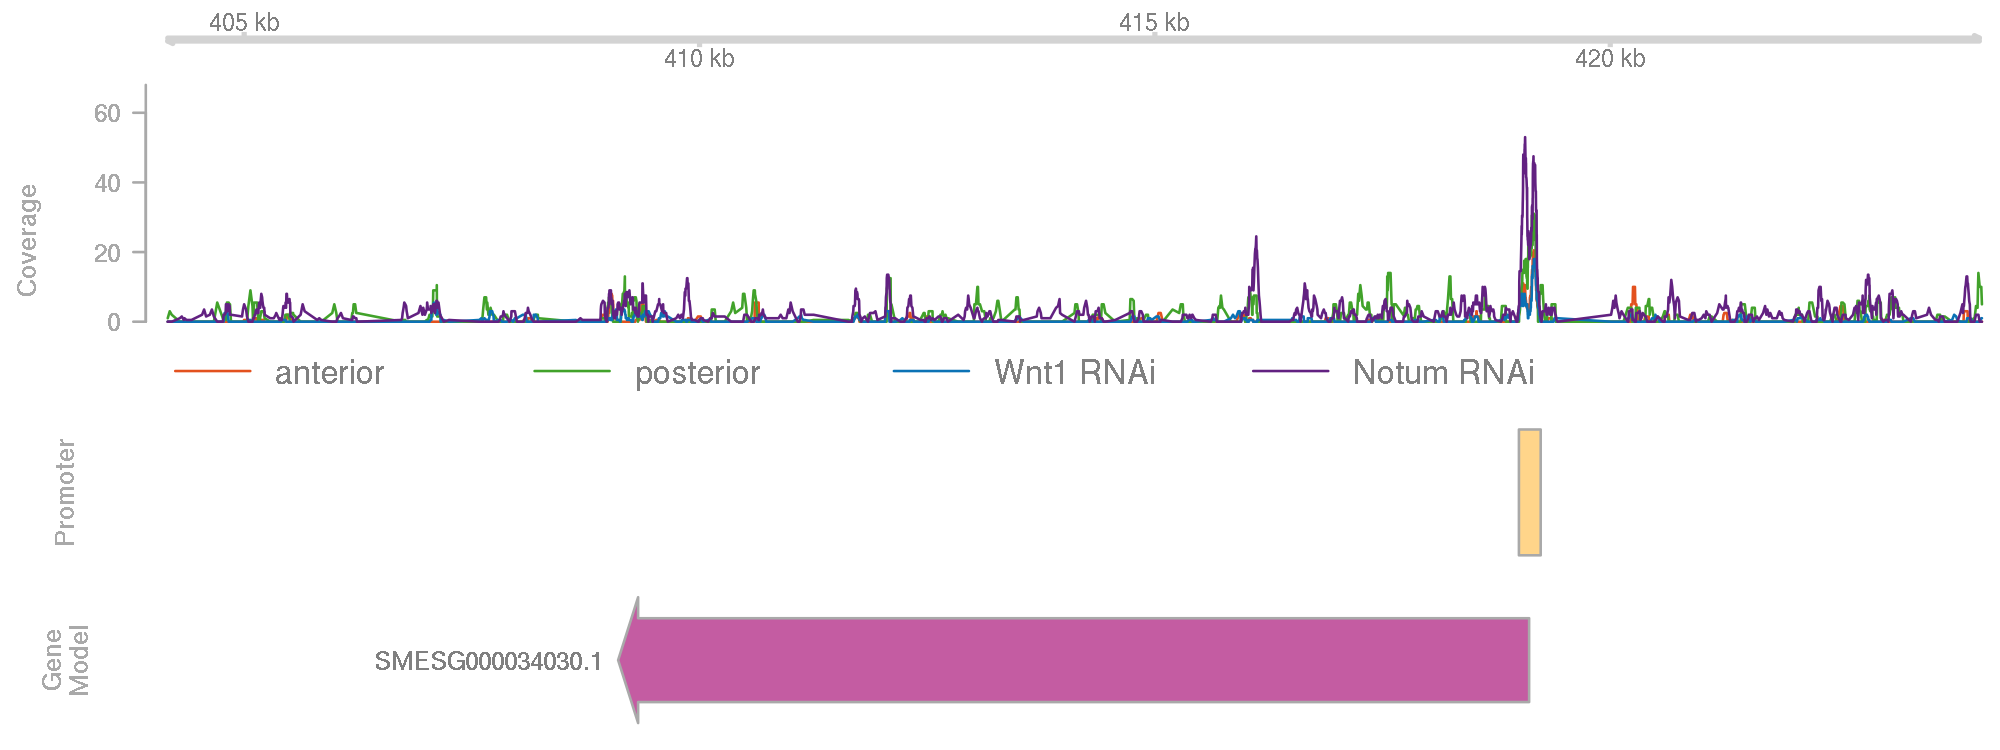 405 kb
415 kb
410 kb
420 kb
60
40
20
0
Coverage
anterior
posterior
Wnt1 RNAi
Notum RNAi
Promoter
Gene
Model
SMESG000034030.1